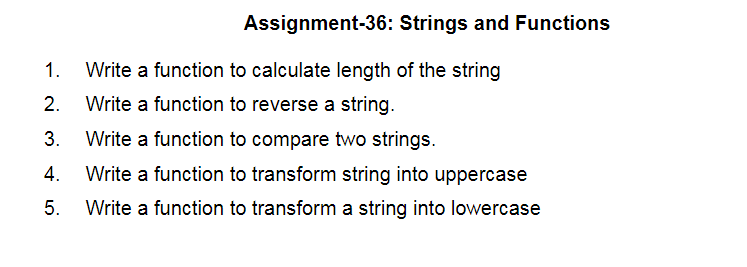 Assignment-36: Strings and Functions
1. Write a function to calculate length of the string
2. Write a function to reverse a string.
3. Write a function to compare two strings.
4. Write a function to transform string into uppercase
5. Write a function to transform a string into lowercase